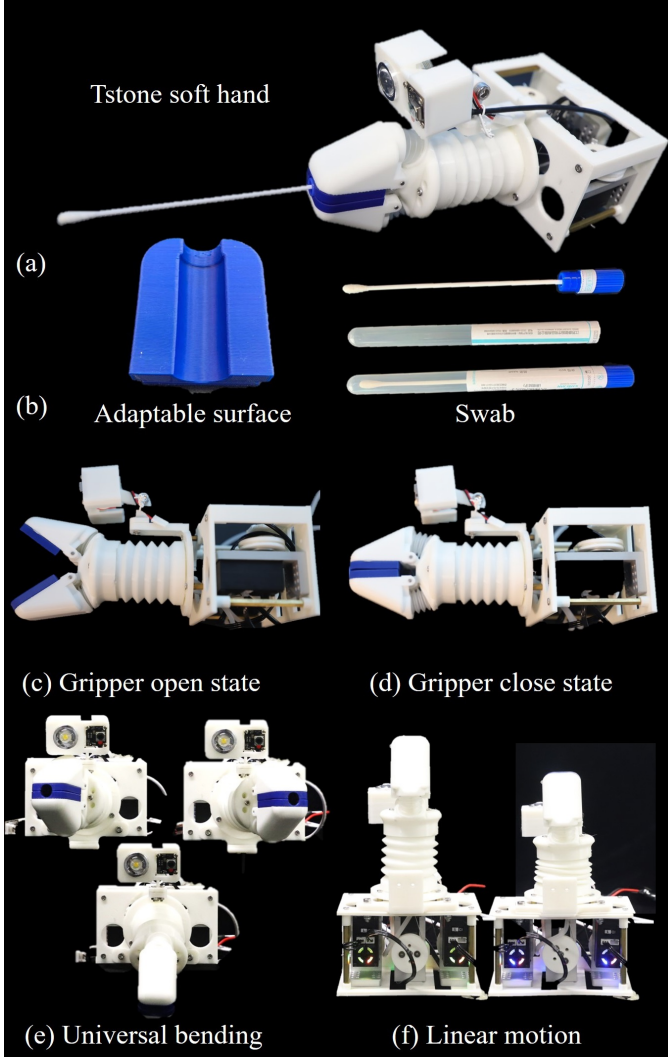 Tstone soft hand
(a)
(b)
Adaptable surface
Swab
(c) Gripper open state
(d) Gripper close state
(e) Universal bending
(f) Linear motion